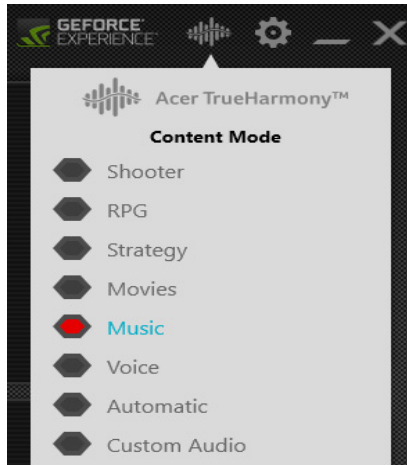 GEFORCE
EXPERIENCE
Acer TrueHarmony™
Content Mode
Shooter
RPG
Strategy
Movies
Music
Voice
Automatic
Custom Audio